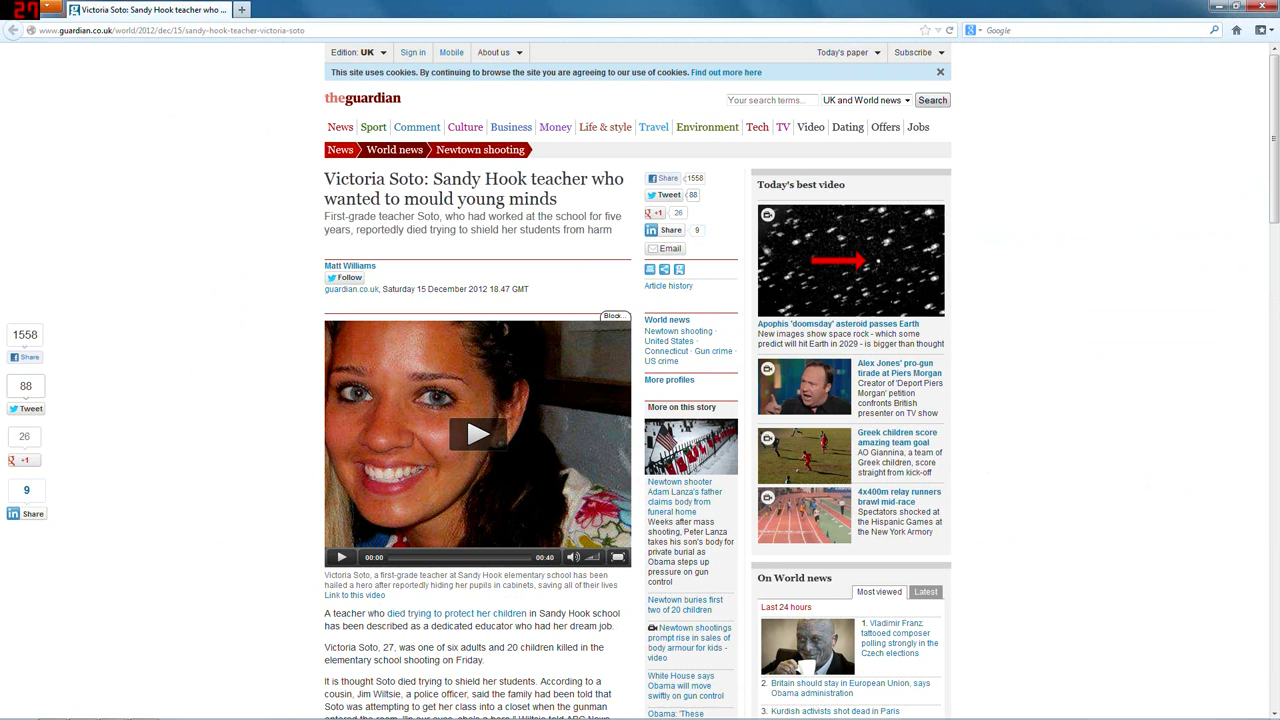 27
Victoria Soto: Sandy Hook teacher who ...
www.guardian.co.uk/world/2012/dec/15/sandy-hook-teacher-victoria-soto
Google
Edition: UK
Sign in
Mobile
About us
Today's paper
Subscribe
This site uses cookies. By continuing to browse the site you are agreeing to our use of cookies. Find out more here
theguardian
Your search terms...
UK and World news
Search
News Sport Comment Culture Business Money Life & style Travel Environment Tech TV Video Dating Offers Jobs
News World news Newtown shooting
Victoria Soto: Sandy Hook teacher who
wanted to mould young minds
First-grade teacher Soto, who had worked at the school for five
years, reportedly died trying to shield her students from harm
Matt Williams
Follow
guardian.co.uk, Saturday 15 December 2012 18.47 GMT
Block...
00:00
00:40
Victoria Soto, a first-grade teacher at Sandy Hook elementary school has been
hailed a hero after reportedly hiding her pupils in cabinets, saving all of their lives
Link to this video
A teacher who died trying to protect her children in Sandy Hook school
has been described as a dedicated educator who had her dream job.
Victoria Soto, 27, was one of six adults and 20 children killed in the
elementary school shooting on Friday.
It is thought Soto died trying to shield her students. According to a
cousin, Jim Wiltsie, a police officer, said the family had been told that
Soto was attempting to get her class into a closet when the gunman
1558
Share
88
Tweet
26
+1
9
Share
Share 1558
Tweet 88
+1 26
Share 9
Email
Article history
World news
Newtown shooting ·
United States ·
Connecticut · Gun crime ·
US crime
More profiles
More on this story
Newtown shooter
Adam Lanza's father
claims body from
funeral home
Weeks after mass
shooting, Peter Lanza
takes his son's body for
private burial as
Obama steps up
pressure on gun
control
Newtown buries first
two of 20 children
Newtown shootings
prompt rise in sales of
body armour for kids -
video
White House says
Obama will move
swiftly on gun control
Obama: 'These
Today's best video
Apophis 'doomsday' asteroid passes Earth
New images show space rock - which some
predict will hit Earth in 2029 - is bigger than thought
Alex Jones' pro-gun
tirade at Piers Morgan
Creator of 'Deport Piers
Morgan' petition
confronts British
presenter on TV show
Greek children score
amazing team goal
AO Giannina, a team of
Greek children, score
straight from kick-off
4x400m relay runners
brawl mid-race
Spectators shocked at
the Hispanic Games at
the New York Armory
On World news
Most viewed
Latest
Last 24 hours
1. Vladimir Franz:
tattooed composer
polling strongly in the
Czech elections
2. Britain should stay in European Union, says
Obama administration
3. Kurdish activists shot dead in Paris